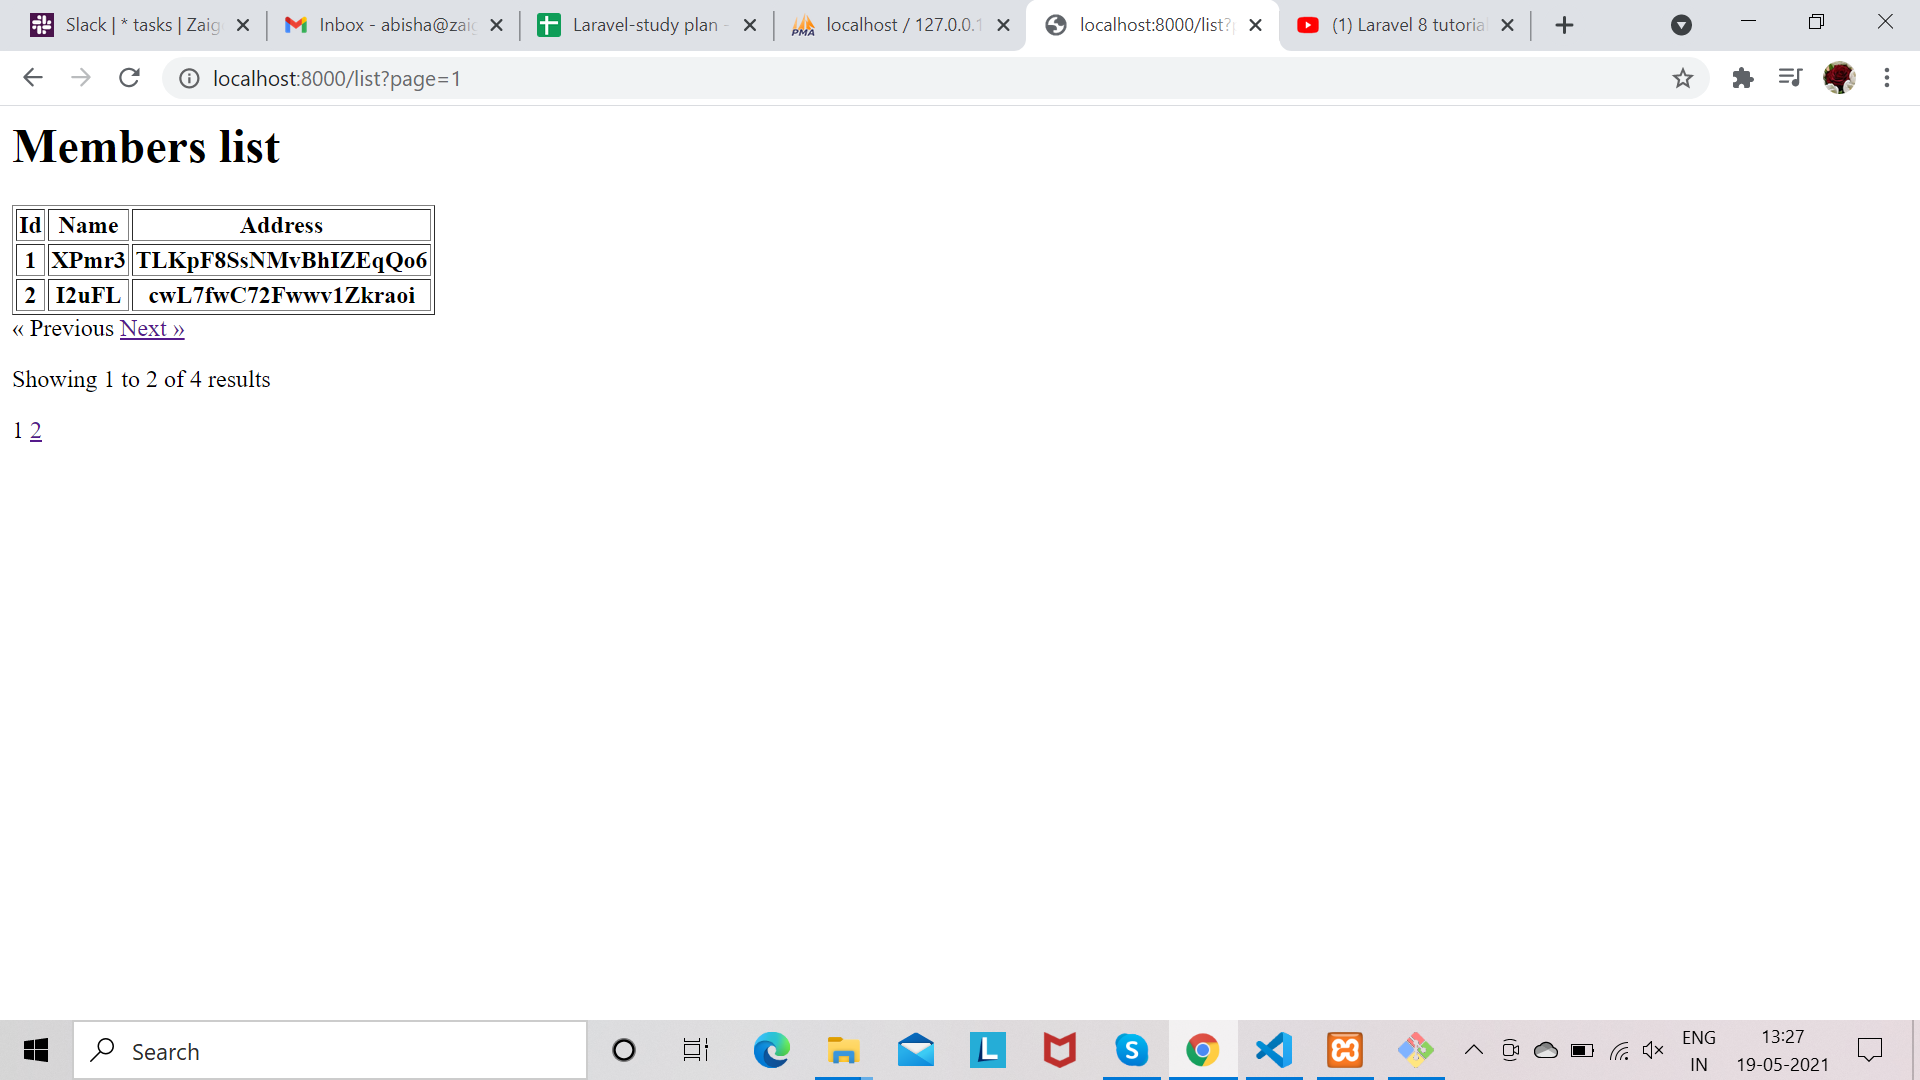 Slack | * tasks | Zaig
Inbox - abisha@zaig
Laravel-study plan -
localhost / 127.0.0.1
localhost:8000/list?p
(1) Laravel 8 tutorial
localhost:8000/list?page=1
Members list
Id Name Address
1 XPmr3 TLKpF8SsNMvBhIZEqQo6
2 I2uFL cwL7fwC72Fwwv1Zkraoi
« Previous Next »
Showing 1 to 2 of 4 results
1 2
Search
ENG
IN
13:27
19-05-2021